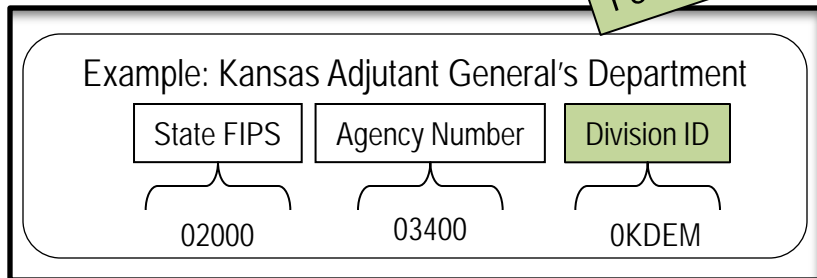 Example: Kansas Adjutant General's Department
State FIPS Agency Number Division ID
02000 03400 0KDEM